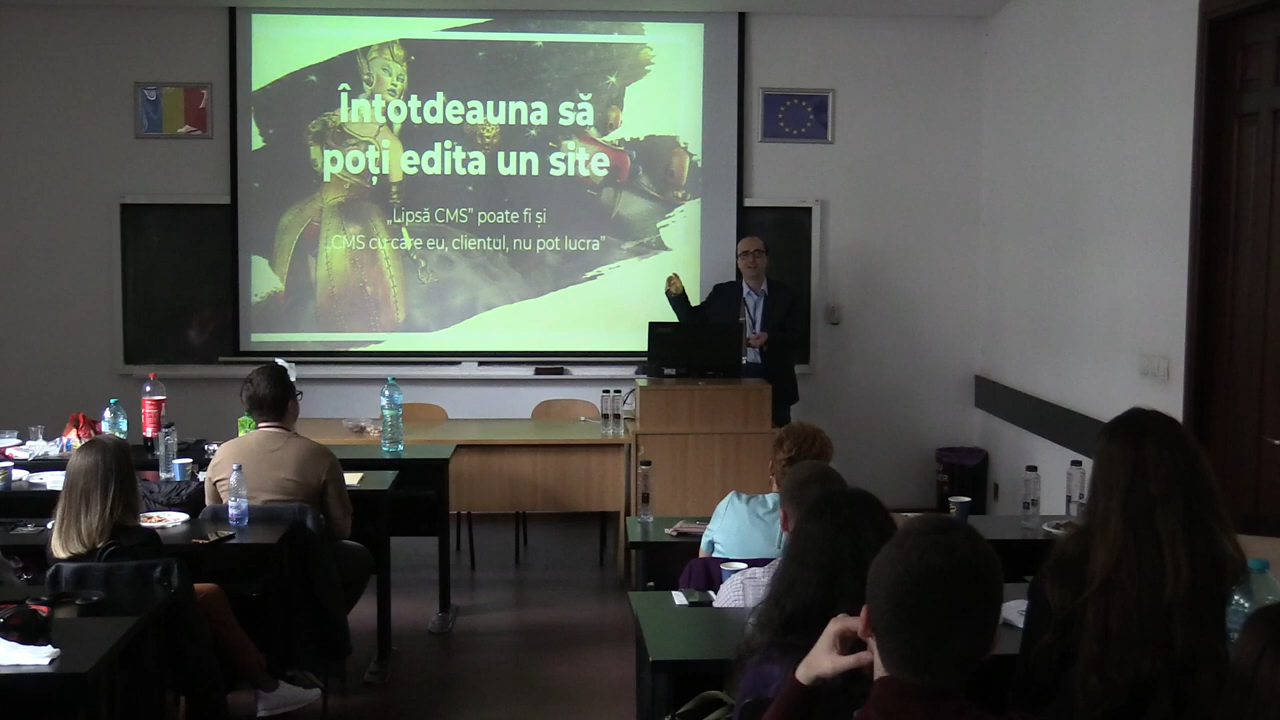 Întotdeauna să
poți edita un site
„Lipsă CMS” poate fi și
„CMS cu care eu, clientul, nu pot lucra”